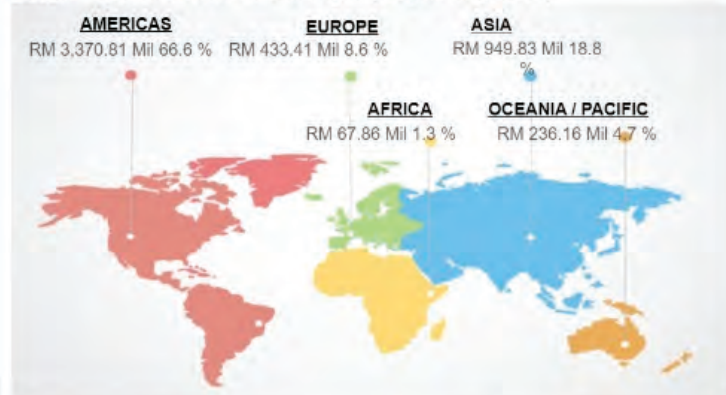 AMERICAS
RM 3,370.81 Mil 66.6 %
EUROPE
RM 433.41 Mil 8.6 %
ASIA
RM 949.83 Mil 18.8
%
AFRICA
RM 67.86 Mil 1.3 %
OCEANIA / PACIFIC
RM 236.16 Mil 4.7 %